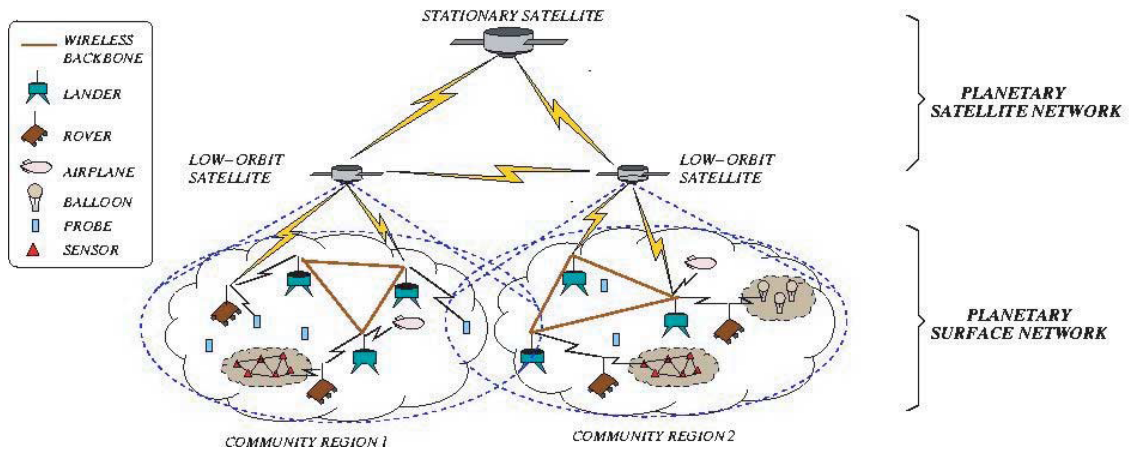 STATIONARY SATELLITE
WIRELESS
BACKBONE
LANDER
ROVER
AIRPLANE
BALLOON
PROBE
SENSOR
LOW-ORBIT
SATELLITE
LOW-ORBIT
SATELLITE
PLANETARY
SATELLITE NETWORK
PLANETARY
SURFACE NETWORK
COMMUNITY REGION 1
COMMUNITY REGION 2